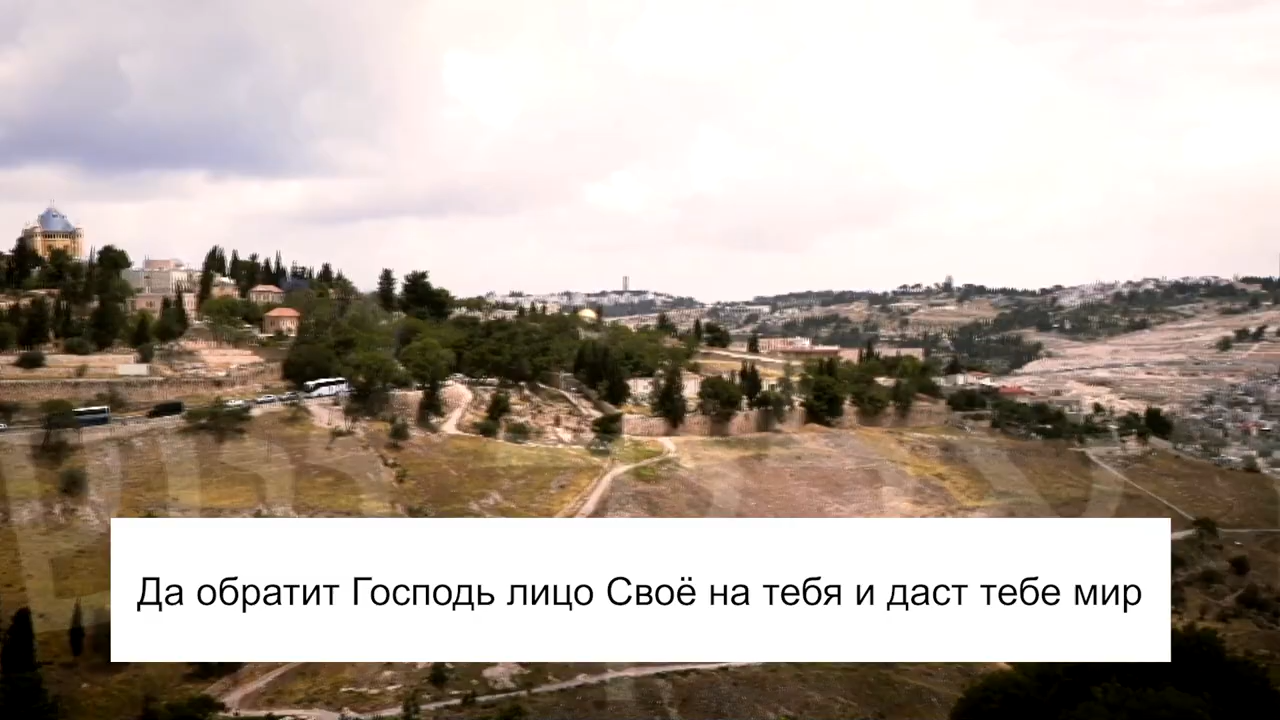 Да обратит Господь лицо Своё на тебя и даст тебе мир